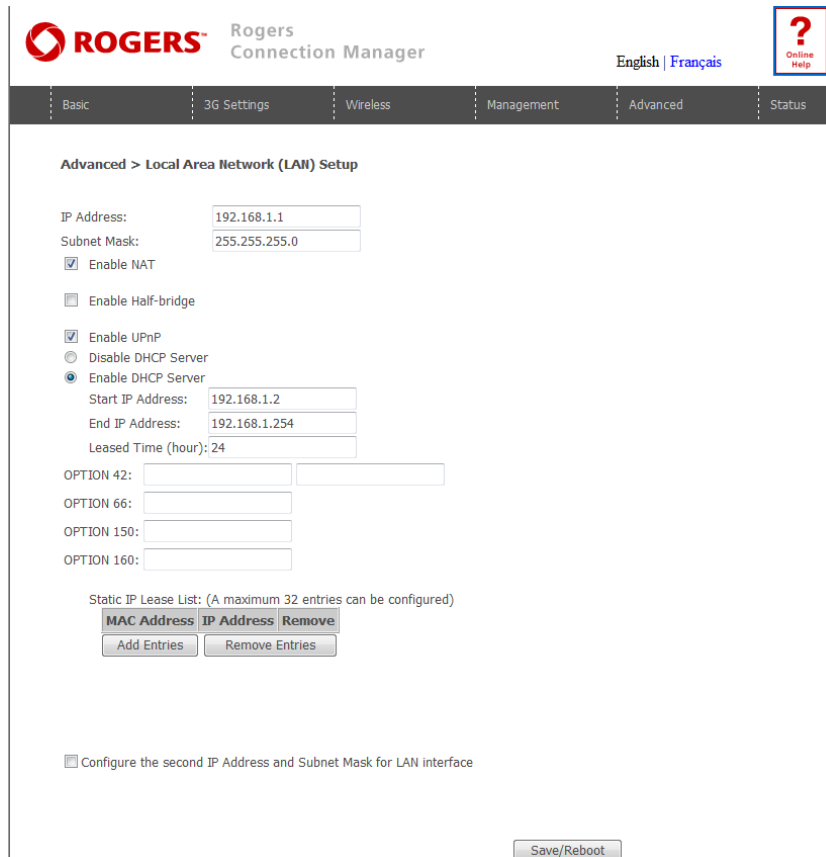 ROGERS™
Rogers
Connection Manager
English | Français
?
Online
Help
Basic 3G Settings Wireless Management Advanced Status
Advanced > Local Area Network (LAN) Setup
IP Address: 192.168.1.1
Subnet Mask: 255.255.255.0
Enable NAT
Enable Half-bridge
Enable UPnP
Disable DHCP Server
Enable DHCP Server
Start IP Address: 192.168.1.2
End IP Address: 192.168.1.254
Leased Time (hour): 24
OPTION 42:
OPTION 66:
OPTION 150:
OPTION 160:
Static IP Lease List: (A maximum 32 entries can be configured)
MAC Address IP Address Remove
Add Entries Remove Entries
Configure the second IP Address and Subnet Mask for LAN interface
Save/Reboot